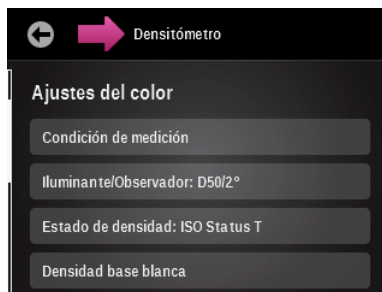 Densitómetro
Ajustes del color
Condición de medición
Iluminante/Observador: D50/2°
Estado de densidad: ISO Status T
Densidad base blanca